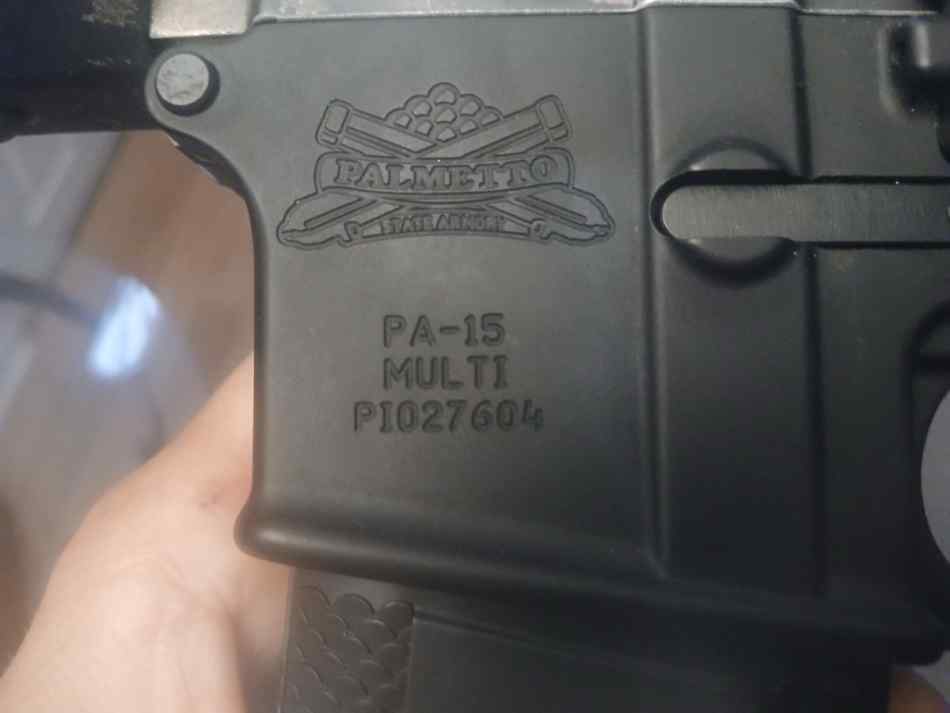 PALMETTO
STATE ARMORY
PA-15
MULTI
PI027604